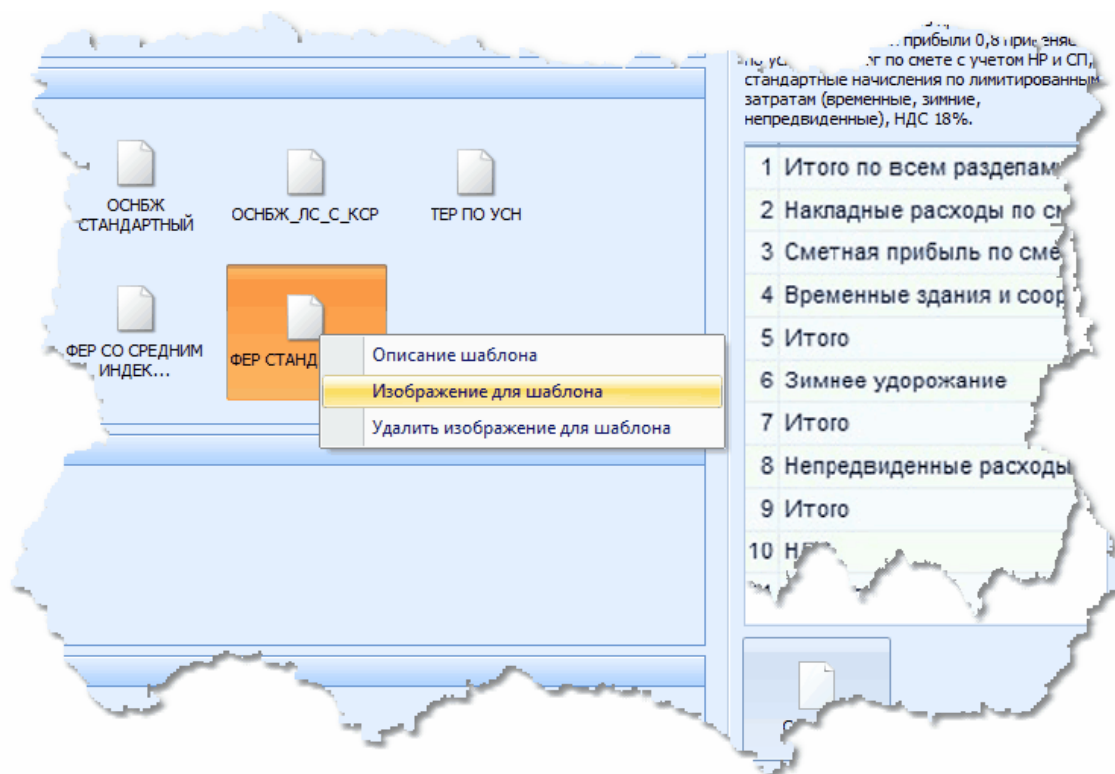 прибыли 0,8
по смете с учетом НР и СП,
стандартные начисления по лимитированным
затратам (временные, зимние,
непредвиденные), НДС 18%.
ОСНБЖ
СТАНДАРТНЫЙ
ОСНБЖ_ЛС_С_КСР
ТЕР ПО УСН
ФЕР СО СРЕДНИМ
ИНДЕК...
ФЕР СТАНД
Описание шаблона
Изображение для шаблона
Удалить изображение для шаблона
1 Итого по всем разделам
2 Накладные расходы по см
3 Сметная прибыль по сме
4 Временные здания и соор
5 Итого
6 Зимнее удорожание
7 Итого
8 Непредвиденные расходы
9 Итого
10